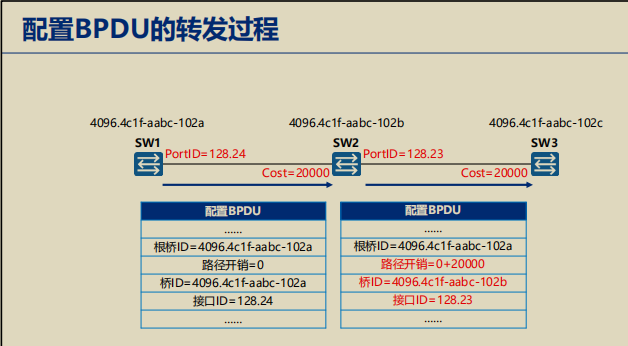 配置BPDU的转发过程
4096.4c1f-aabc-102a
4096.4c1f-aabc-102b
4096.4c1f-aabc-102c
SW1
SW2
SW3
PortID=128.24
PortID=128.23
Cost=20000
Cost=20000
配置BPDU
......
根桥ID=4096.4c1f-aabc-102a
路径开销=0
桥ID=4096.4c1f-aabc-102a
接口ID=128.24
......
配置BPDU
......
根桥ID=4096.4c1f-aabc-102a
路径开销=0+20000
桥ID=4096.4c1f-aabc-102b
接口ID=128.23
......